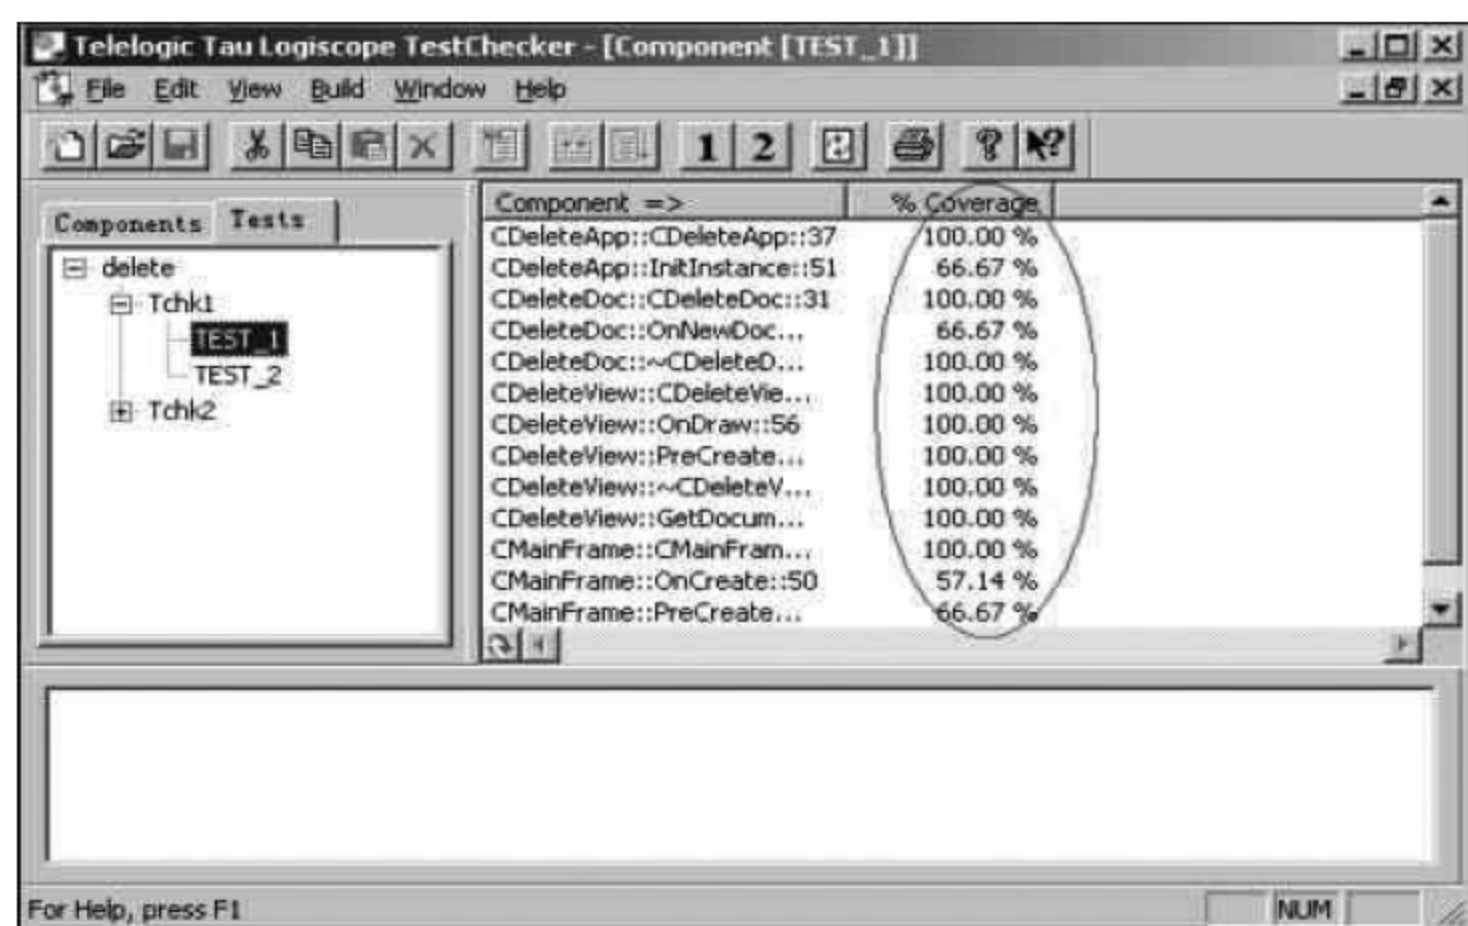 Telelogic Tau Logiscope TestChecker - [Component [TEST_1]]
File Edit View Build Window Help
1 2
Components Tests
delete
Tchk1
TEST_1
TEST_2
Tchk2
Component => % Coverage
CDeleteApp::CDeleteApp::37 100.00 %
CDeleteApp::InitInstance::51 66.67 %
CDeleteDoc::CDeleteDoc::31 100.00 %
CDeleteDoc::OnNewDoc... 66.67 %
CDeleteDoc::~CDeleteD... 100.00 %
CDeleteView::CDeleteVie... 100.00 %
CDeleteView::OnDraw::56 100.00 %
CDeleteView::PreCreate... 100.00 %
CDeleteView::~CDeleteV... 100.00 %
CDeleteView::GetDocum... 100.00 %
CMainFrame::CMainFram... 100.00 %
CMainFrame::OnCreate::50 57.14 %
CMainFrame::PreCreate... 66.67 %
For Help, press F1
NUM